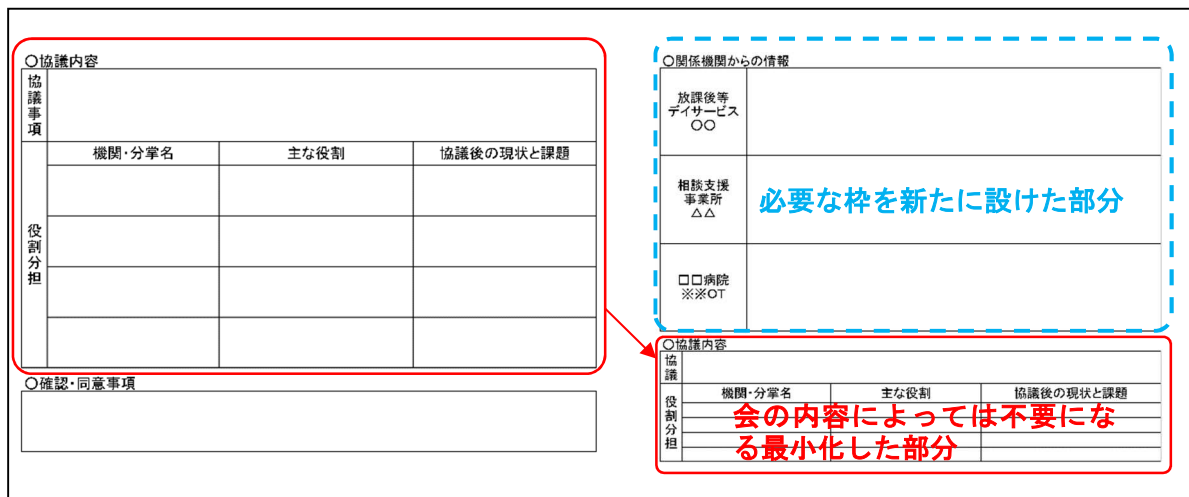 ○協議内容
協議事項
機関・分掌名 主な役割 協議後の現状と課題
役割分担
○確認・同意事項
○関係機関からの情報
放課後等
デイサービス
○○
相談支援
事業所
△△
必要な枠を新たに設けた部分
□□病院
※※OT
○協議内容
協議
機関・分掌名 主な役割 協議後の現状と課題
役割分担
会の内容によっては不要にな
る最小化した部分